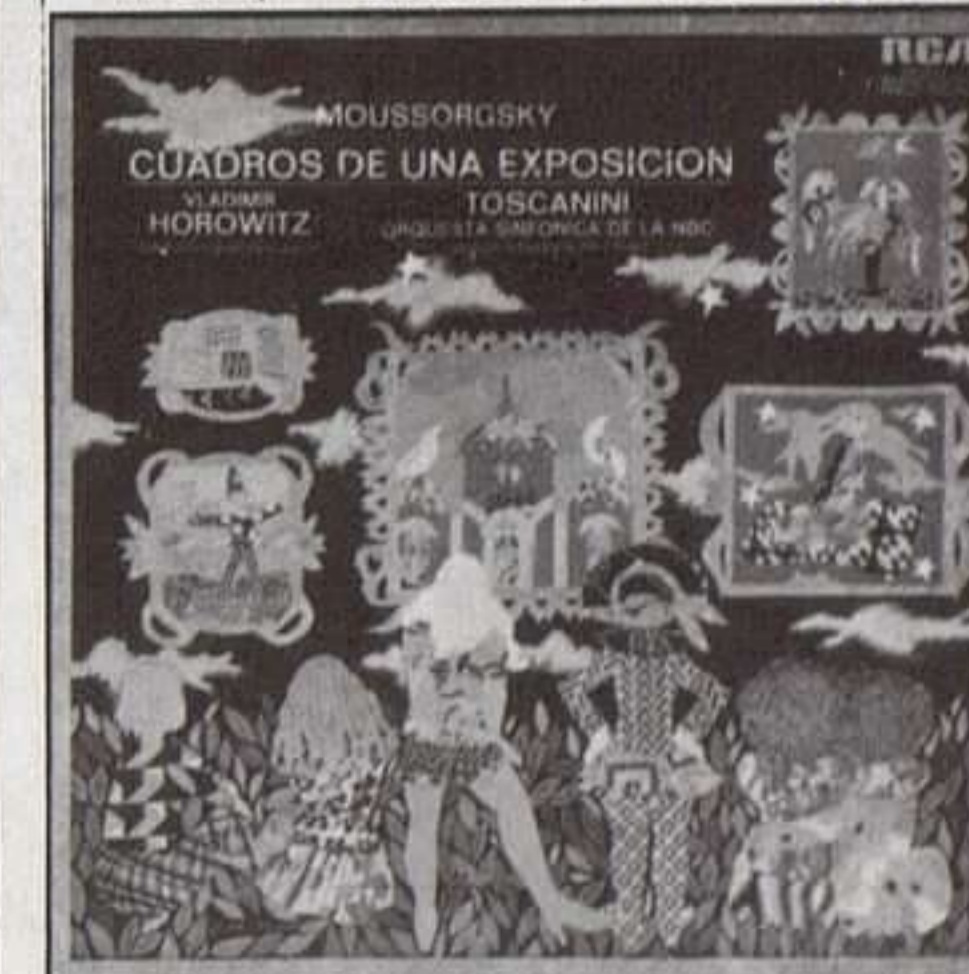 RCA
MOUSSORGSKY
CUADROS DE UNA EXPOSICION
VLADIMIR
HOROWITZ
TOSCANINI
ORQUESTA SINFONICA DE LA NBC